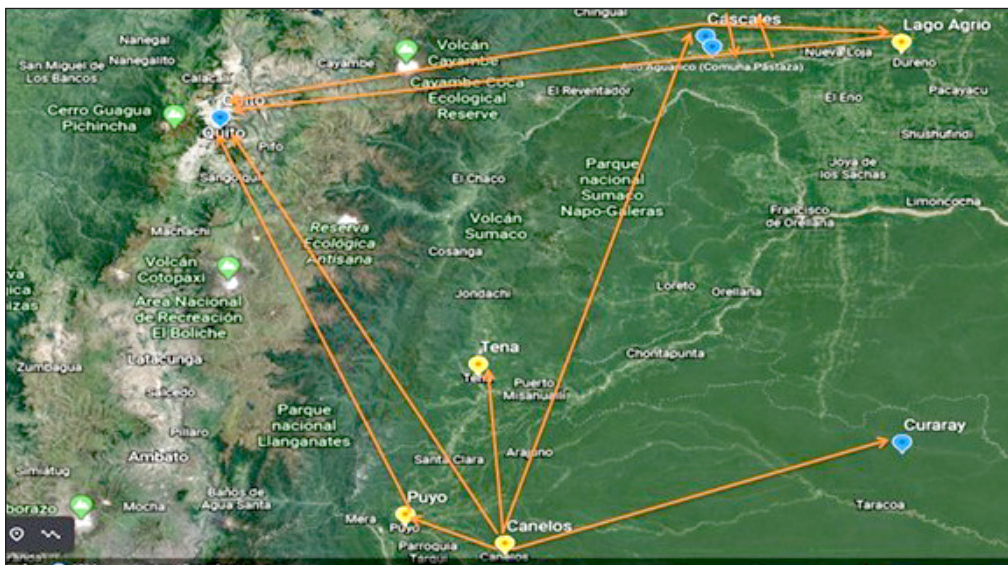 Chingual
Cascales
Lago Agrio
Nanegal
Nanegalito
San Miguel de
Los Bancos
Volcán
Cayambe
Cayambe
Nueva Loja
Dureno
Calacalí
Alto Aguarico (Comuna Pastaza)
Cayambe Coca
Ecological
Reserve
El Reventador
Pacayacu
El Eno
Cerro Guagua
Pichincha
Quito
Quito
Shushufindi
Pifo
Parque
nacional
Sumaco
Napo-Galeras
Joya de
los Sachas
Sangolquí
El Chaco
Limoncocha
Francisco
de Orellana
Volcán
Sumaco
Reserva
Ecológica
Antisana
Machachi
Cosanga
Volcán
Cotopaxi
Jondachi
Loreto
Orellana
Area Nacional
de Recreación
El Boliche
Tena
Chontapunta
Latacunga
Zumbagua
Puerto
Misahuallí
Salcedo
Parque
nacional
Llanganates
Curaray
Píllaro
Ambato
Santa Clara
Arajuno
Simiátug
Baños de
Agua Santa
Puyo
Mocha
Mera
Puyo
Taracoa
Canelos
Parroquia
Tarqui
Canelos